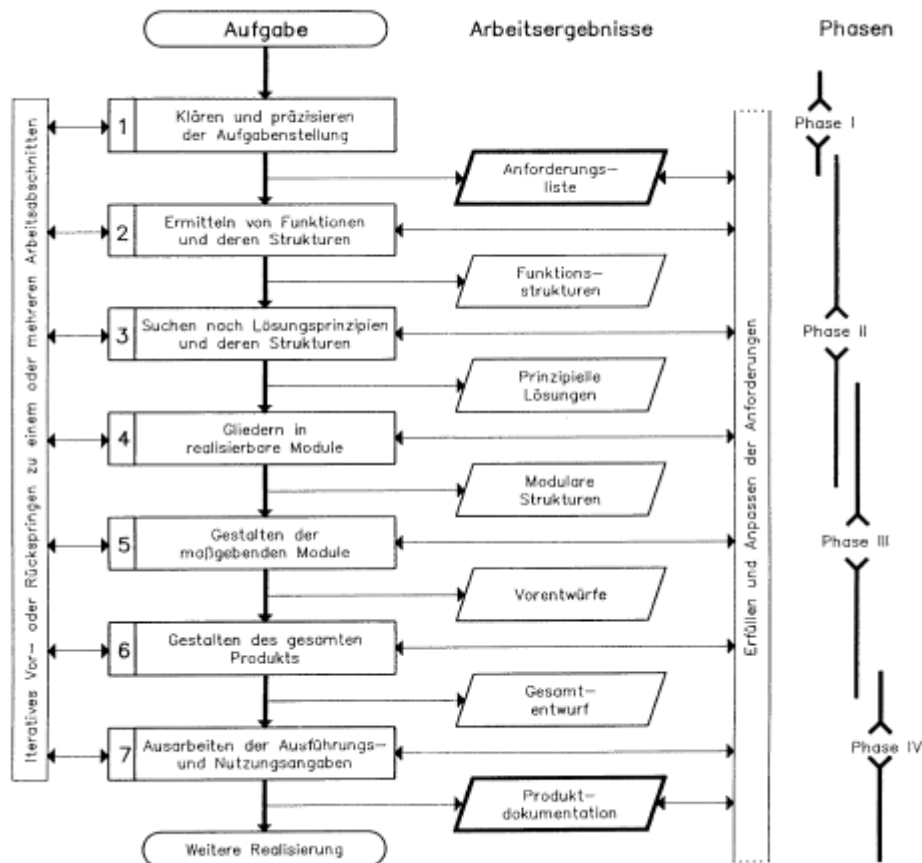 Aufgabe
Arbeitsergebnisse
Phasen
1
Klären und präzisieren
der Aufgabenstellung
Phase I
Anforderungs-
liste
2
Ermitteln von Funktionen
und deren Strukturen
Funktions-
strukturen
3
Suchen nach Lösungsprinzipien
und deren Strukturen
Phase II
Prinzipielle
Lösungen
4
Gliedern in
realisierbare Module
Modulare
Strukturen
5
Gestalten der
maßgebenden Module
Phase III
Vorentwürfe
6
Gestalten des gesamten
Produkts
Gesamt-
entwurf
7
Ausarbeiten der Ausführungs-
und Nutzungsangaben
Phase IV
Produkt-
dokumentation
Weitere Realisierung
Iteratives Vor- oder Rückspringen zu einem oder mehreren Arbeitsabschnitten
Erfüllen und Anpassen der Anforderungen